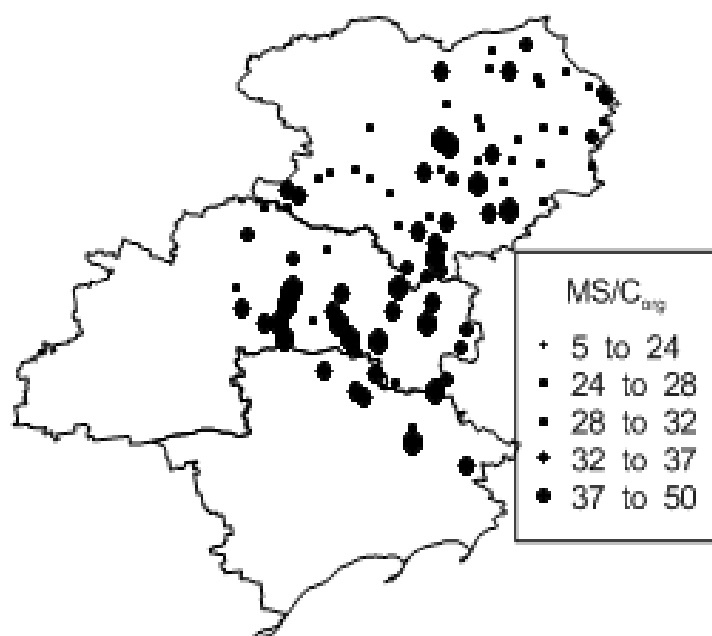 MS/Corg
5 to 24
24 to 28
28 to 32
32 to 37
37 to 50